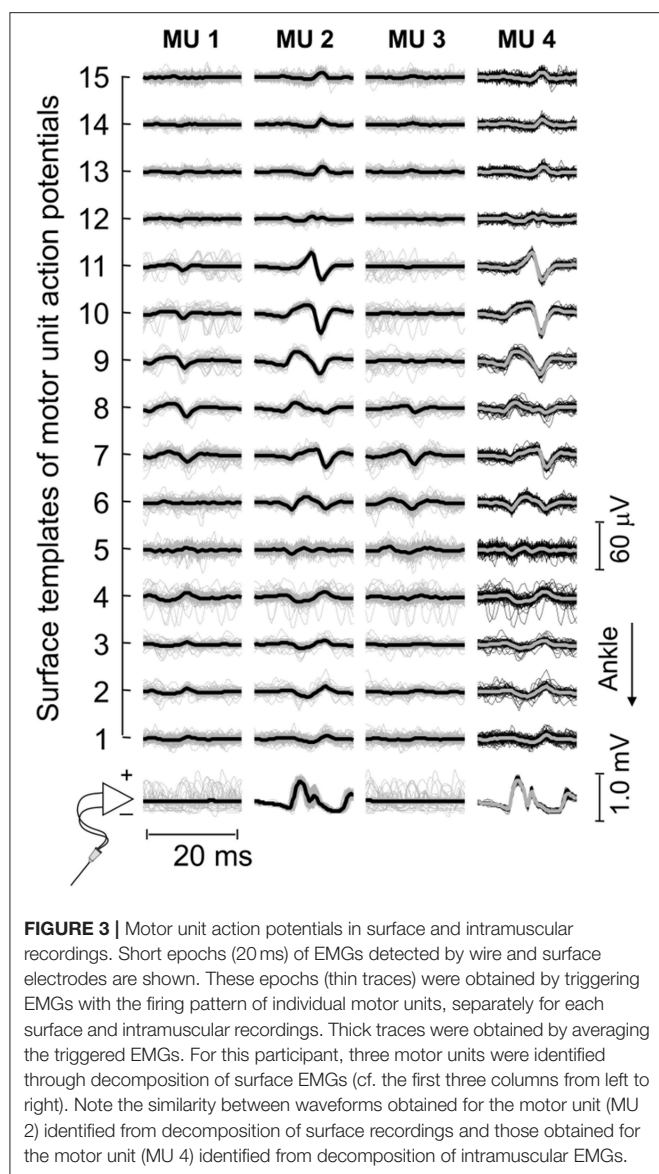 MU 1 MU 2 MU 3 MU 4
Surface templates of motor unit action potentials
15
14
13
12
11
10
9
8
7
6
5
4
3
2
1
60 μV
Ankle
1.0 mV
+
−
20 ms
FIGURE 3 | Motor unit action potentials in surface and intramuscular
recordings. Short epochs (20 ms) of EMGs detected by wire and surface
electrodes are shown. These epochs (thin traces) were obtained by triggering
EMGs with the firing pattern of individual motor units, separately for each
surface and intramuscular recordings. Thick traces were obtained by averaging
the triggered EMGs. For this participant, three motor units were identified
through decomposition of surface EMGs (cf. the first three columns from left to
right). Note the similarity between waveforms obtained for the motor unit (MU
2) identified from decomposition of surface recordings and those obtained for
the motor unit (MU 4) identified from decomposition of intramuscular EMGs.